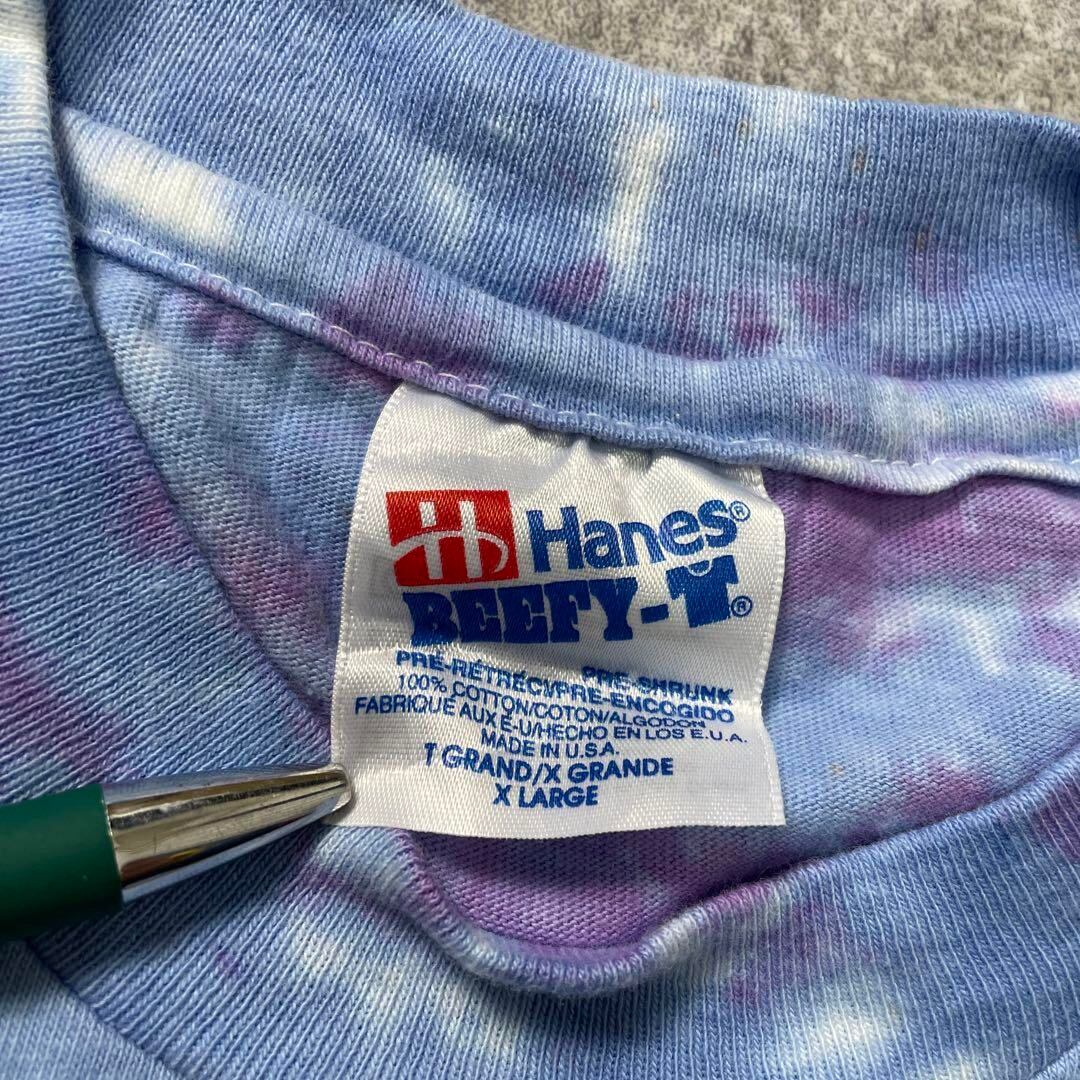 H Hanes®
BEEFY-T®
PRE-SHRUNK
PRÉ-RÉTRÉCI/PRE-ENCOGIDO
100% COTTON/COTON/ALGODON
FABRIQUÉ AUX É-U/HECHO EN LOS E.U.A.
MADE IN U.S.A.
T GRAND/X GRANDE
X LARGE